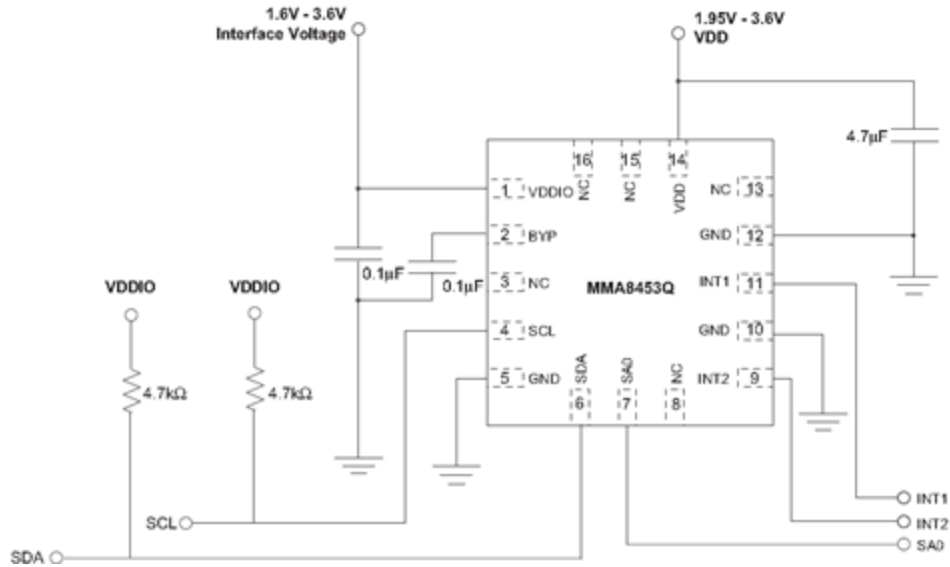 1.6V - 3.6V
Interface Voltage
1.95V - 3.6V
VDD
4.7µF
16
NC
15
NC
14
VDD
1
VDDIO
NC
13
2
BYP
GND
12
0.1µF
0.1µF
3
NC
MMA8453Q
INT1
11
VDDIO
VDDIO
4
SCL
GND
10
4.7kΩ
4.7kΩ
5
GND
SDA
6
SA0
7
NC
8
INT2
9
INT1
SCL
INT2
SA0
SDA